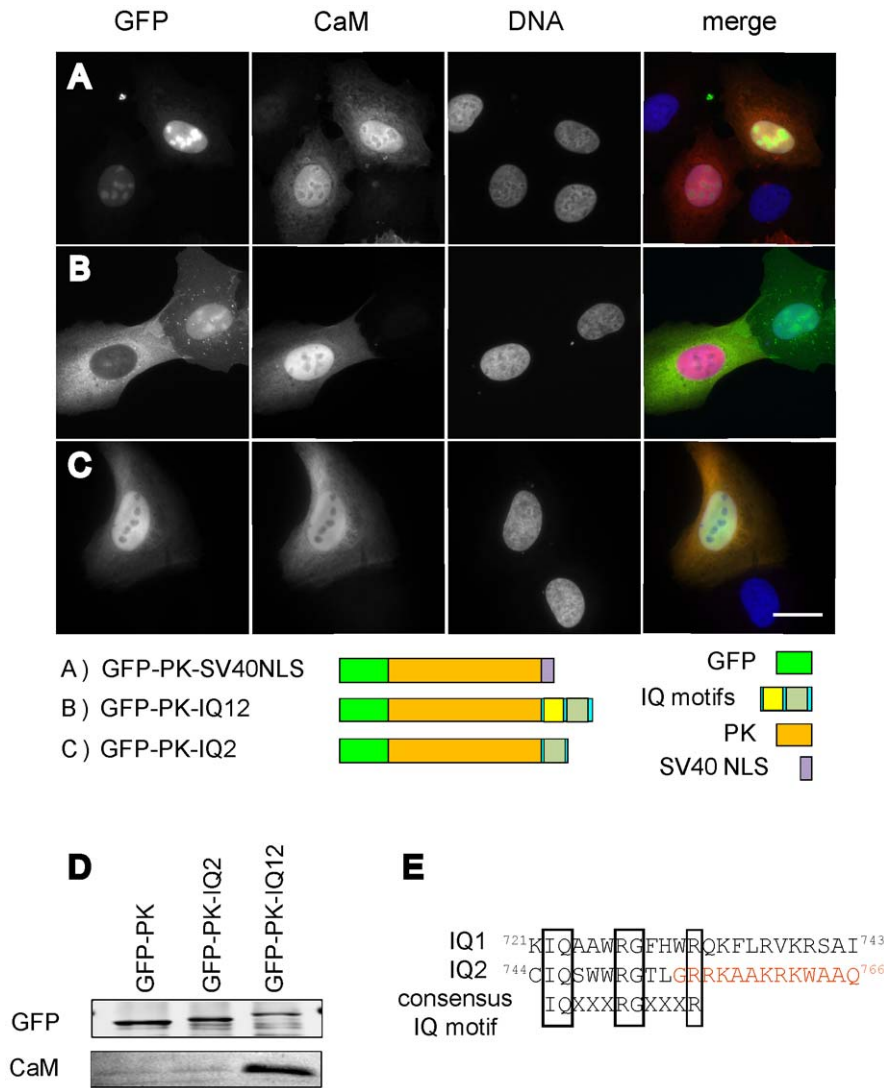 GFP CaM DNA merge
A
B
C
A) GFP-PK-SV40NLS
B) GFP-PK-IQ12
C) GFP-PK-IQ2
GFP
IQ motifs
PK
SV40 NLS
D
GFP-PK
GFP-PK-IQ2
GFP-PK-IQ12
GFP
CaM
E
IQ1 721KIQAAWRGFHWRQKFLRVKRSAI743
IQ2 744CIQSWWRGTLGRRKAAKRKWAAQ766
consensus IQXXXRGXXXR
IQ motif